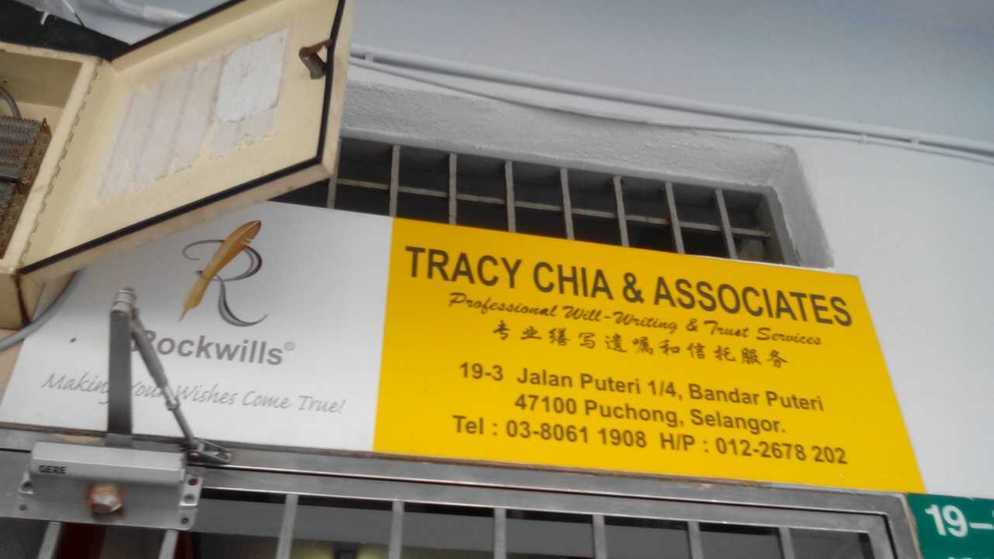 R
Rockwills©
Making Your Wishes Come True!
TRACY CHIA & ASSOCIATES
Professional Will-Writing & Trust Services
专业缮写遗嘱和信托服务
19-3 Jalan Puteri 1/4, Bandar Puteri
47100 Puchong, Selangor.
Tel : 03-8061 1908 H/P : 012-2678 202
GERE